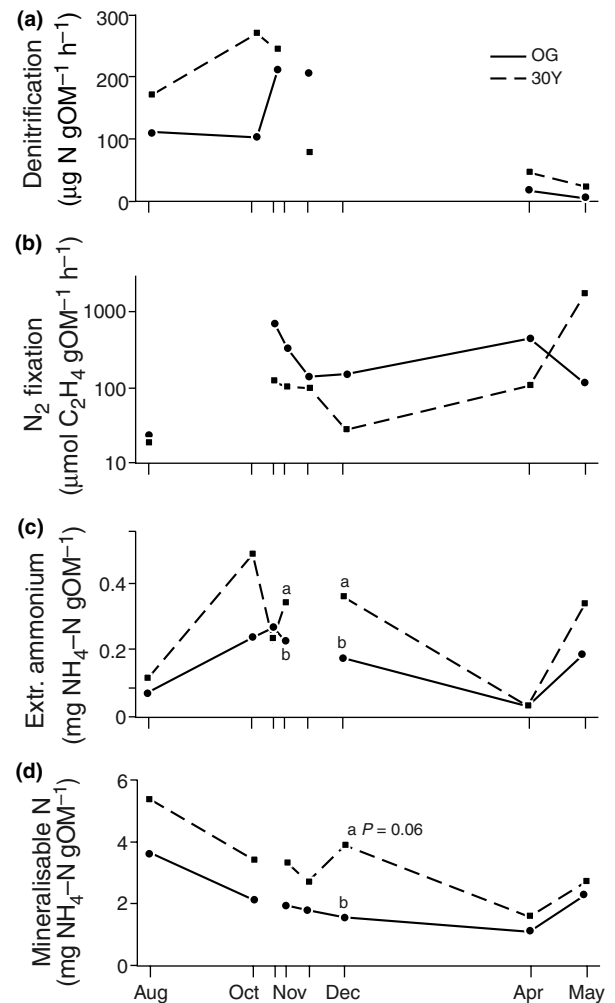 (a)
Denitrification
(µg N gOM−1 h−1)
300
200
100
0
OG
30Y
(b)
N2 fixation
(µmol C2H4 gOM−1 h−1)
1000
100
10
(c)
Extr. ammonium
(mg NH4–N gOM−1)
0.4
0.2
0
a
b
a
b
(d)
Mineralisable N
(mg NH4–N gOM−1)
6
4
2
0
a P = 0.06
b
Aug Oct Nov Dec Apr May